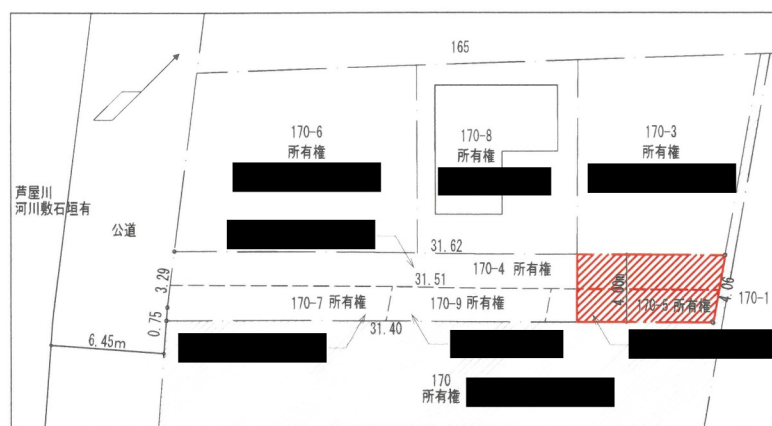 165
170-6
所有権
170-8
所有権
170-3
所有権
芦屋川
河川敷石垣有
公道
31.62
3.29
170-4 所有権
31.51
4.00m
4.06
170-1
170-7 所有権
170-9 所有権
170-5 所有権
0.75
31.40
6.45m
170
所有権